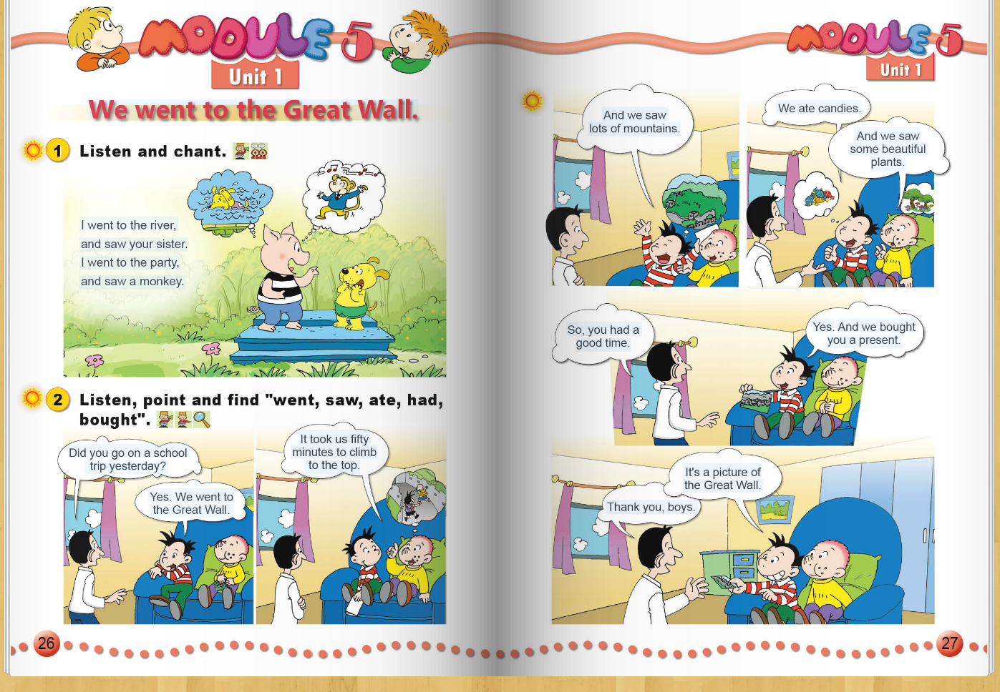 MODULE 5
Unit 1
We went to the Great Wall.
1 Listen and chant.
I went to the river,
and saw your sister.
I went to the party,
and saw a monkey.
2 Listen, point and find "went, saw, ate, had,
bought".
Did you go on a school
trip yesterday?
Yes. We went to
the Great Wall.
It took us fifty
minutes to climb
to the top.
26
MODULE 5
Unit 1
And we saw
lots of mountains.
We ate candies.
And we saw
some beautiful
plants.
So, you had a
good time.
Yes. And we bought
you a present.
It's a picture of
the Great Wall.
Thank you, boys.
27